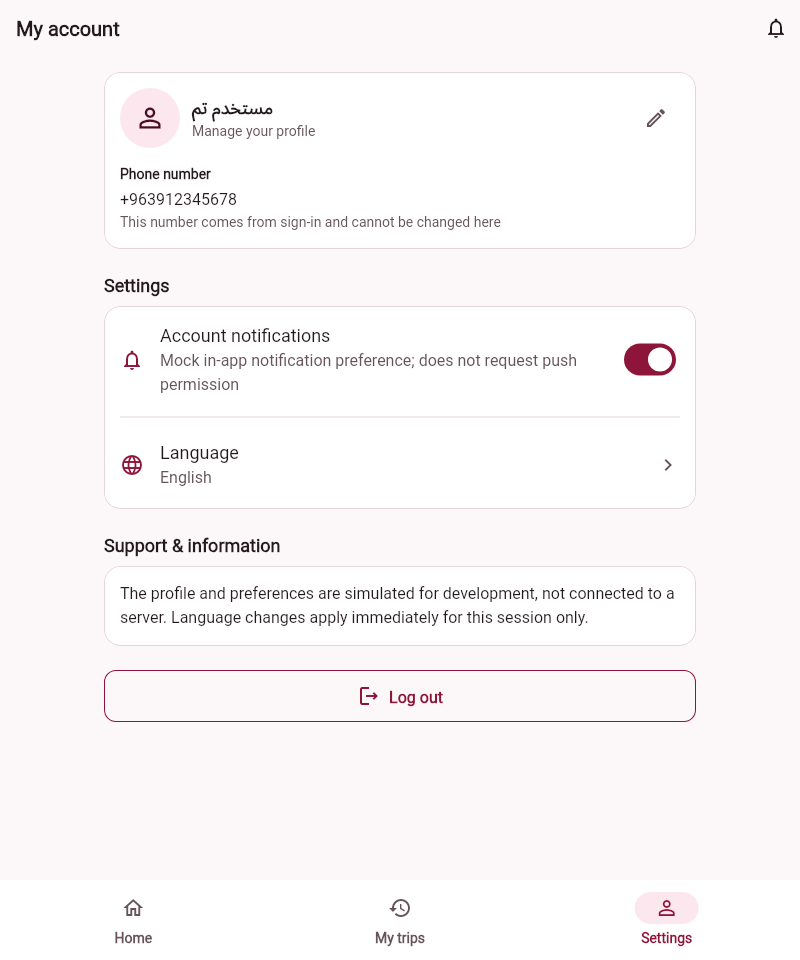 My account
مستخدم تم
Manage your profile
Phone number
+963912345678
This number comes from sign-in and cannot be changed here
Settings
Account notifications
Mock in-app notification preference; does not request push
permission
Language
English
Support & information
The profile and preferences are simulated for development, not connected to a
server. Language changes apply immediately for this session only.
Log out
Home
My trips
Settings